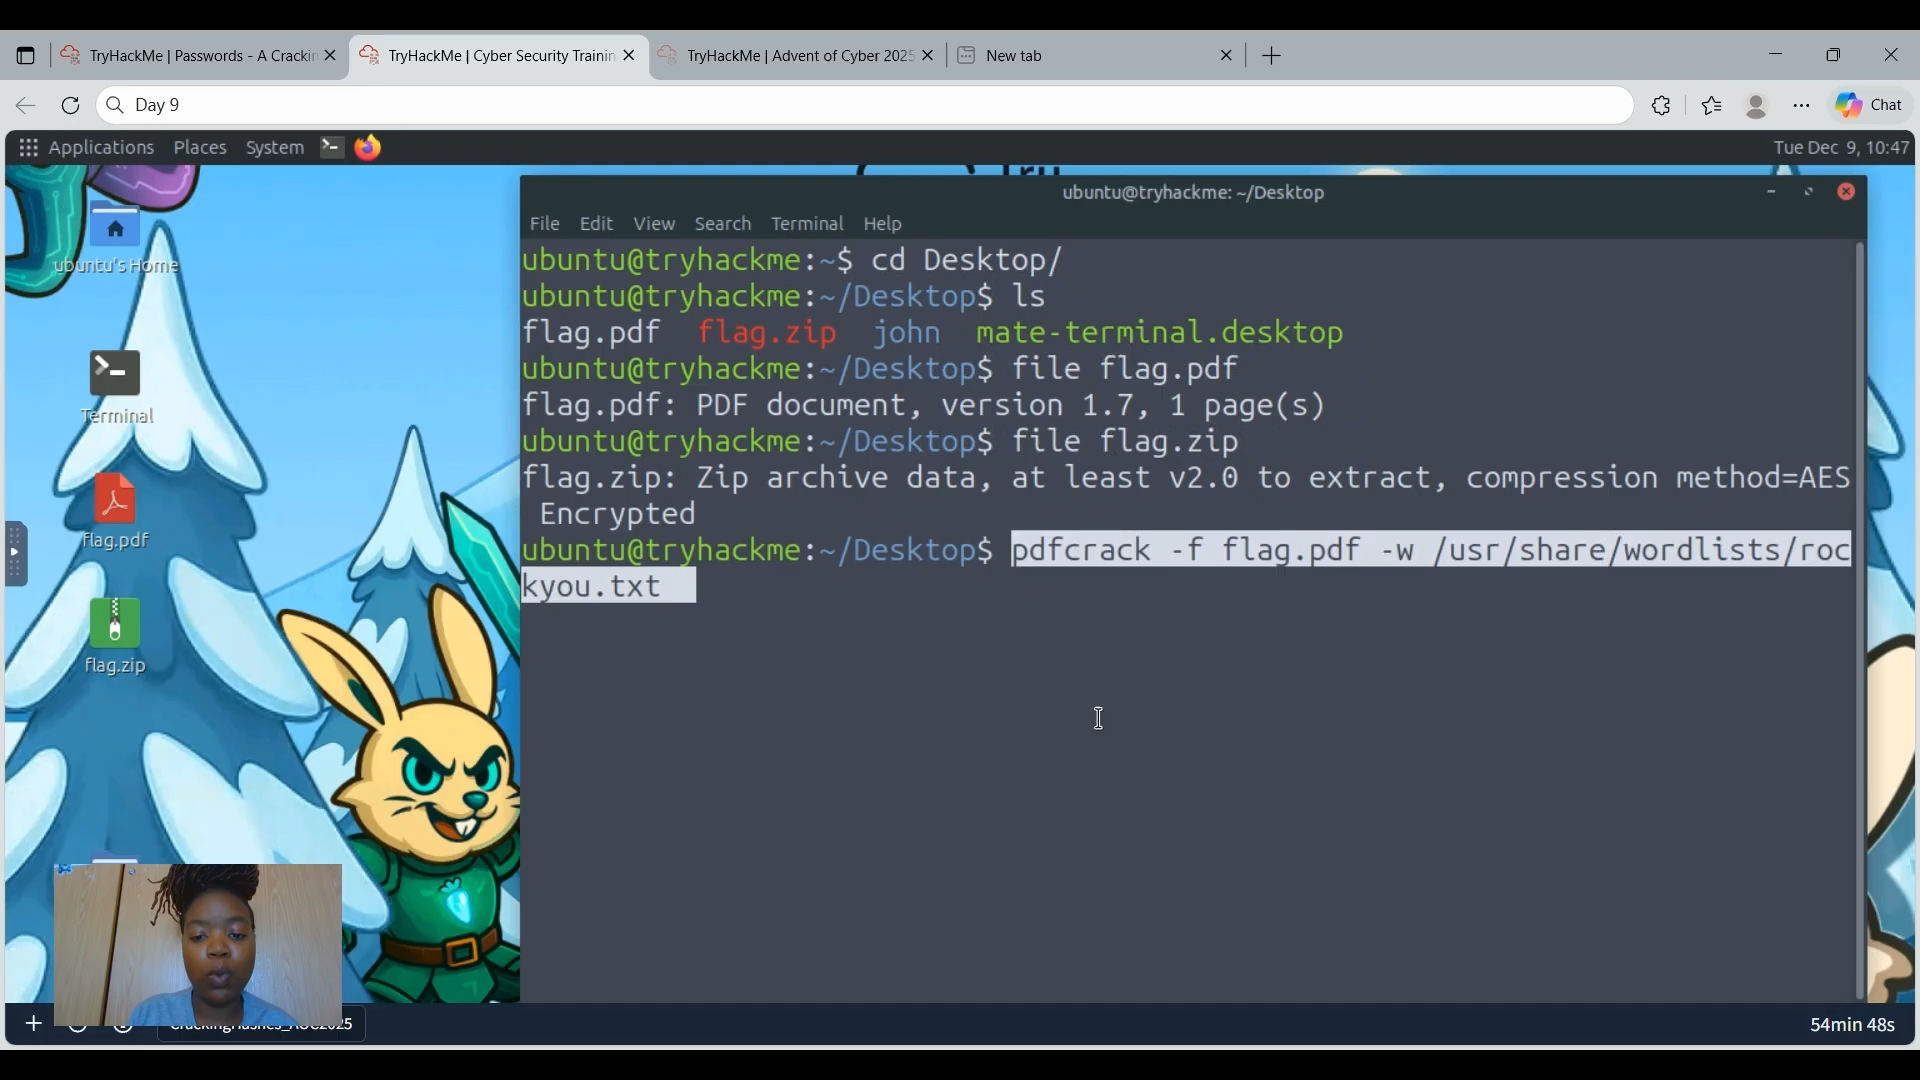 TryHackMe | Passwords - A Crackin
TryHackMe | Cyber Security Trainin
TryHackMe | Advent of Cyber 2025
New tab
Day 9
Chat
Applications Places System
Tue Dec 9, 10:47
Try
ubuntu@tryhackme: ~/Desktop
File Edit View Search Terminal Help
ubuntu@tryhackme:~$ cd Desktop/
ubuntu@tryhackme:~/Desktop$ ls
flag.pdf flag.zip john mate-terminal.desktop
ubuntu@tryhackme:~/Desktop$ file flag.pdf
flag.pdf: PDF document, version 1.7, 1 page(s)
ubuntu@tryhackme:~/Desktop$ file flag.zip
flag.zip: Zip archive data, at least v2.0 to extract, compression method=AES
Encrypted
ubuntu@tryhackme:~/Desktop$ pdfcrack -f flag.pdf -w /usr/share/wordlists/roc
kyou.txt
ubuntu's Home
Terminal
flag.pdf
flag.zip
CrackingHashes_AOC2025
54min 48s